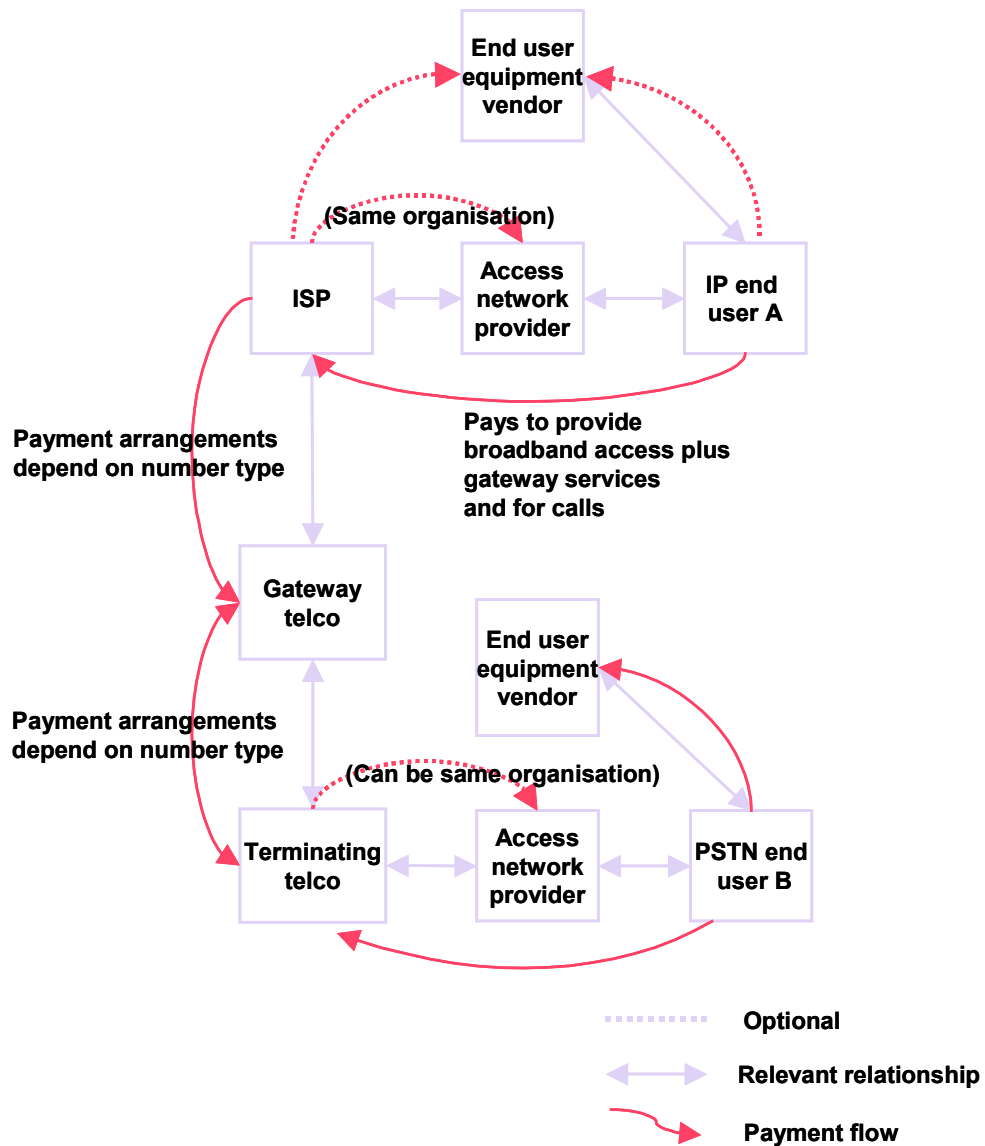 End user
equipment
vendor
(Same organisation)
ISP
Access
network
provider
IP end
user A
Payment arrangements
depend on number type
Pays to provide
broadband access plus
gateway services
and for calls
Gateway
telco
End user
equipment
vendor
Payment arrangements
depend on number type
(Can be same organisation)
Terminating
telco
Access
network
provider
PSTN end
user B
Optional
Relevant relationship
Payment flow